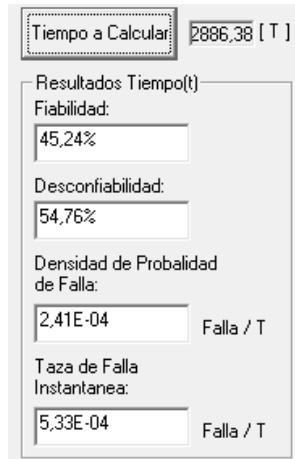 Tiempo a Calcular 2886,38 [ T ]
Resultados Tiempo(t)
Fiabilidad:
45,24%
Desconfiabilidad:
54,76%
Densidad de Probalidad
de Falla:
2,41E-04 Falla / T
Taza de Falla
Instantanea:
5,33E-04 Falla / T